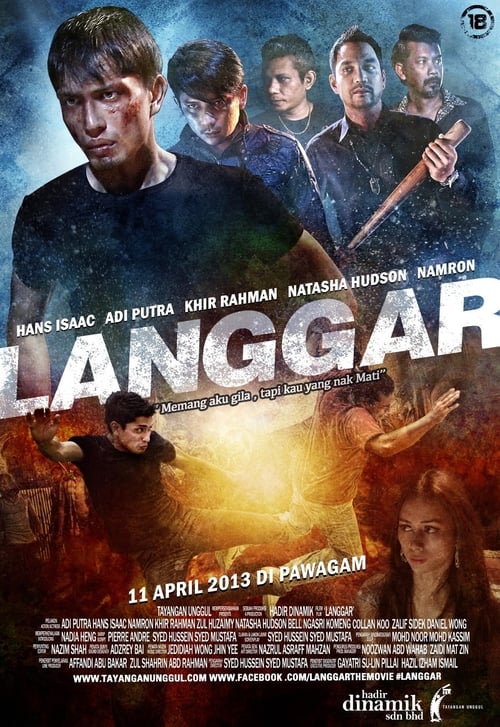 18
HANS ISAAC ADI PUTRA KHIR RAHMAN NATASHA HUDSON NAMRON
LANGGAR
"Memang aku gila , tapi kau yang nak Mati"
11 APRIL 2013 DI PAWAGAM
TAYANGAN UNGGUL MEMPERSEMBAHKAN HADIR DINAMIK 'LANGGAR'
ADI PUTRA HANS ISAAC NAMRON KHIR RAHMAN ZUL HUZAIMY NATASHA HUDSON BELL NGASRI KOMENG COLLAN KOO ZALIF SIDEK DANIEL WONG
NADIA HENG PIERRE ANDRE SYED HUSSEIN SYED MUSTAFA SYED HUSSEIN SYED MUSTAFA MOHD NOOR MOHD KASSIM
NAZIM SHAH ADZREY BAI JEDIDIAH WONG JHN YEE NAZRUL ASRAFF MAHZAN NOOZWAN ABD WAHAB ZAIDI MAT ZIN
AFFANDI ABU BAKAR ZUL SHAHRIN ABD RAHMAN SYED HUSSEIN SYED MUSTAFA GAYATRI SU-LIN PILLAI HAZIL IZHAM ISMAIL
WWW.TAYANGANUNGGUL.COM WWW.FACEBOOK.COM/LANGGARTHEMOVIE #LANGGAR
hadir
dinamik
sdn bhd
TAYANGAN UNGGUL